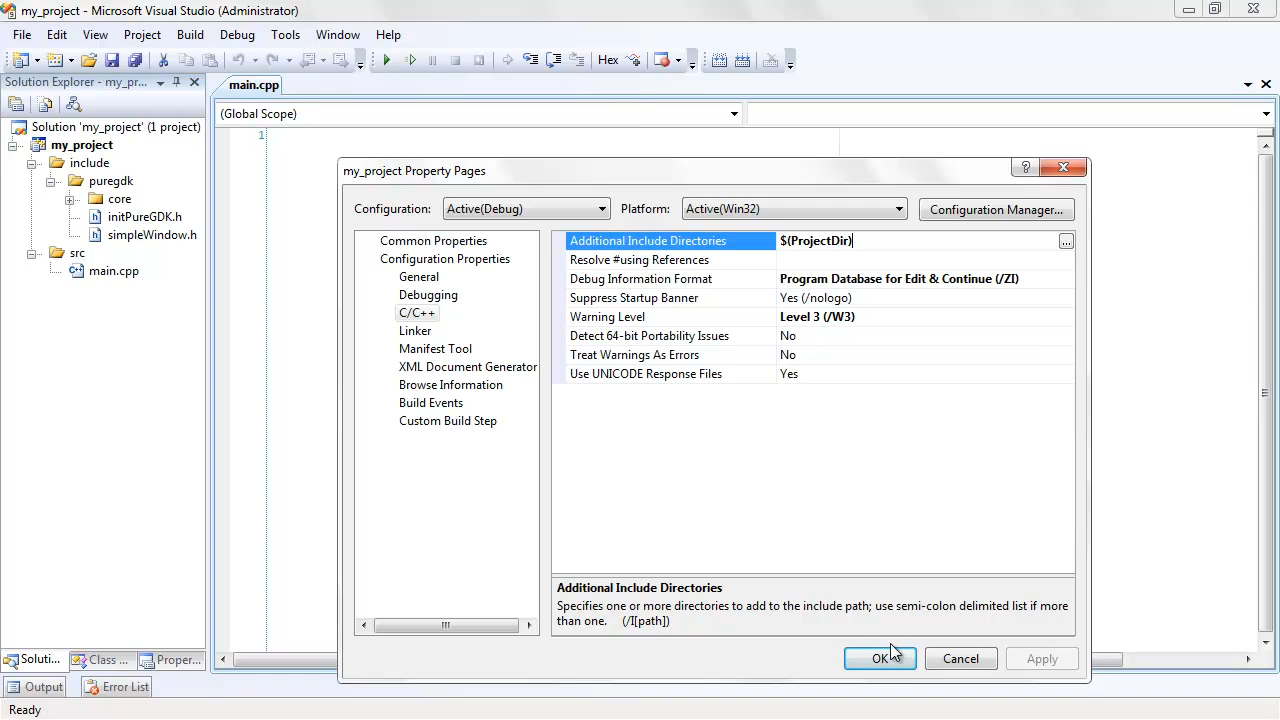 my_project - Microsoft Visual Studio (Administrator)
File Edit View Project Build Debug Tools Window Help
Hex
Solution Explorer - my_pr...
main.cpp
(Global Scope)
1
Solution 'my_project' (1 project)
my_project
include
puregdk
core
initPureGDK.h
simpleWindow.h
src
main.cpp
my_project Property Pages
?
Configuration: Active(Debug) Platform: Active(Win32) Configuration Manager...
Common Properties
Configuration Properties
General
Debugging
C/C++
Linker
Manifest Tool
XML Document Generator
Browse Information
Build Events
Custom Build Step
Additional Include Directories $(ProjectDir) ...
Resolve #using References
Debug Information Format Program Database for Edit & Continue (/ZI)
Suppress Startup Banner Yes (/nologo)
Warning Level Level 3 (/W3)
Detect 64-bit Portability Issues No
Treat Warnings As Errors No
Use UNICODE Response Files Yes
Additional Include Directories
Specifies one or more directories to add to the include path; use semi-colon delimited list if more
than one. (/I[path])
OK Cancel Apply
Soluti... Class ... Proper...
Output Error List
Ready